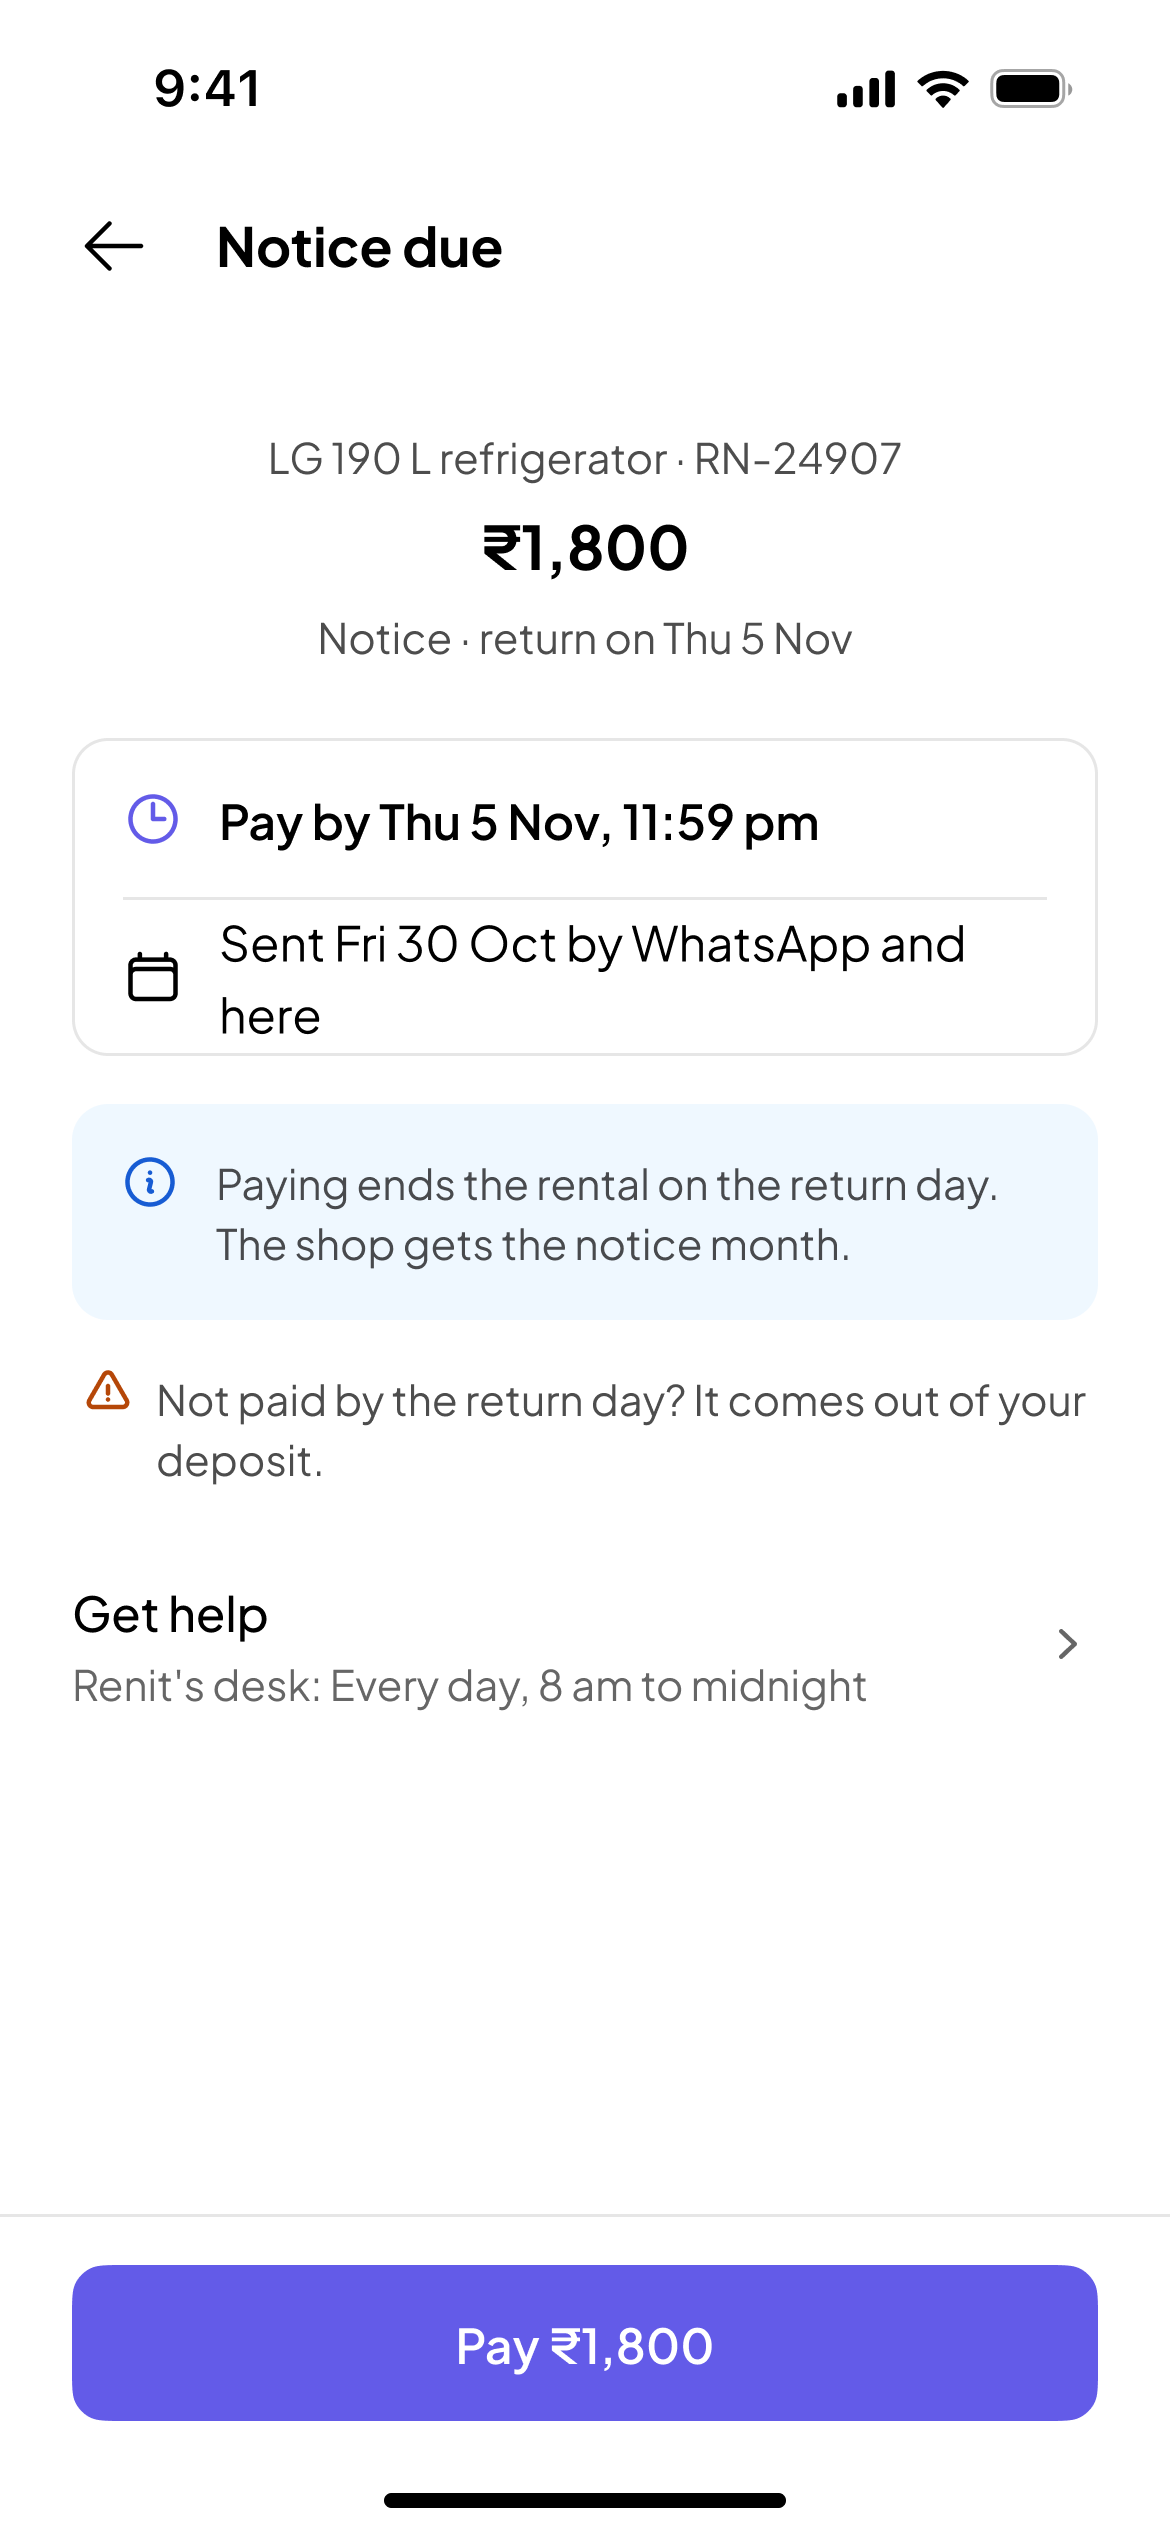 9:41
Notice due
LG 190 L refrigerator · RN-24907
₹1,800
Notice · return on Thu 5 Nov
Pay by Thu 5 Nov, 11:59 pm
Sent Fri 30 Oct by WhatsApp and
here
Paying ends the rental on the return day.
The shop gets the notice month.
Not paid by the return day? It comes out of your
deposit.
Get help
Renit's desk: Every day, 8 am to midnight
Pay ₹1,800